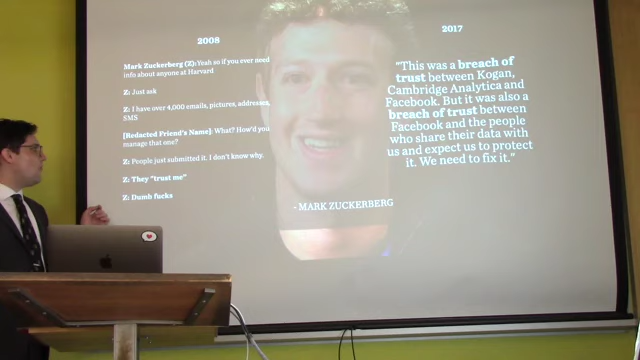 2008
Mark Zuckerberg (Z): Yeah so if you ever need
info about anyone at Harvard
Z: Just ask
Z: I have over 4,000 emails, pictures, addresses,
SMS
[Redacted Friend's Name]: What? How'd you
manage that one?
Z: People just submitted it. I don't know why.
Z: They "trust me"
Z: Dumb fucks
2017
"This was a breach of
trust between Kogan,
Cambridge Analytica and
Facebook. But it was also a
breach of trust between
Facebook and the people
who share their data with
us and expect us to protect
it. We need to fix it."
- MARK ZUCKERBERG